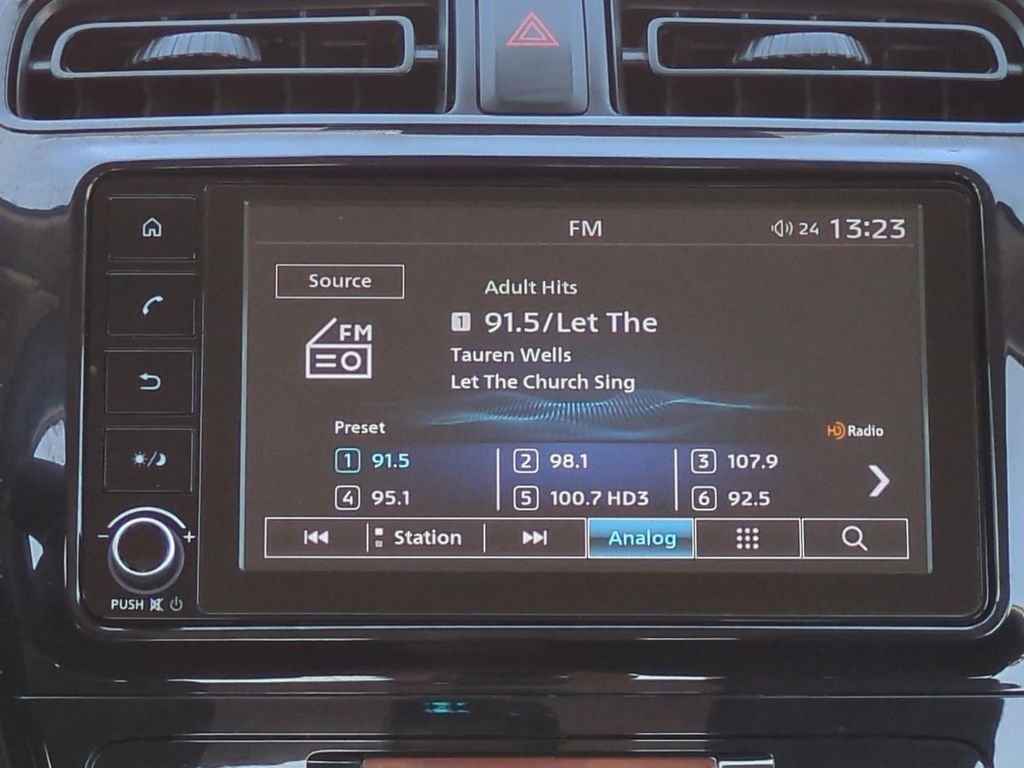 FM
24 13:23
Source
Adult Hits
FM
1 91.5/Let The
Tauren Wells
Let The Church Sing
Preset
HD Radio
1 91.5 2 98.1 3 107.9
4 95.1 5 100.7 HD3 6 92.5
Station Analog
- +
PUSH